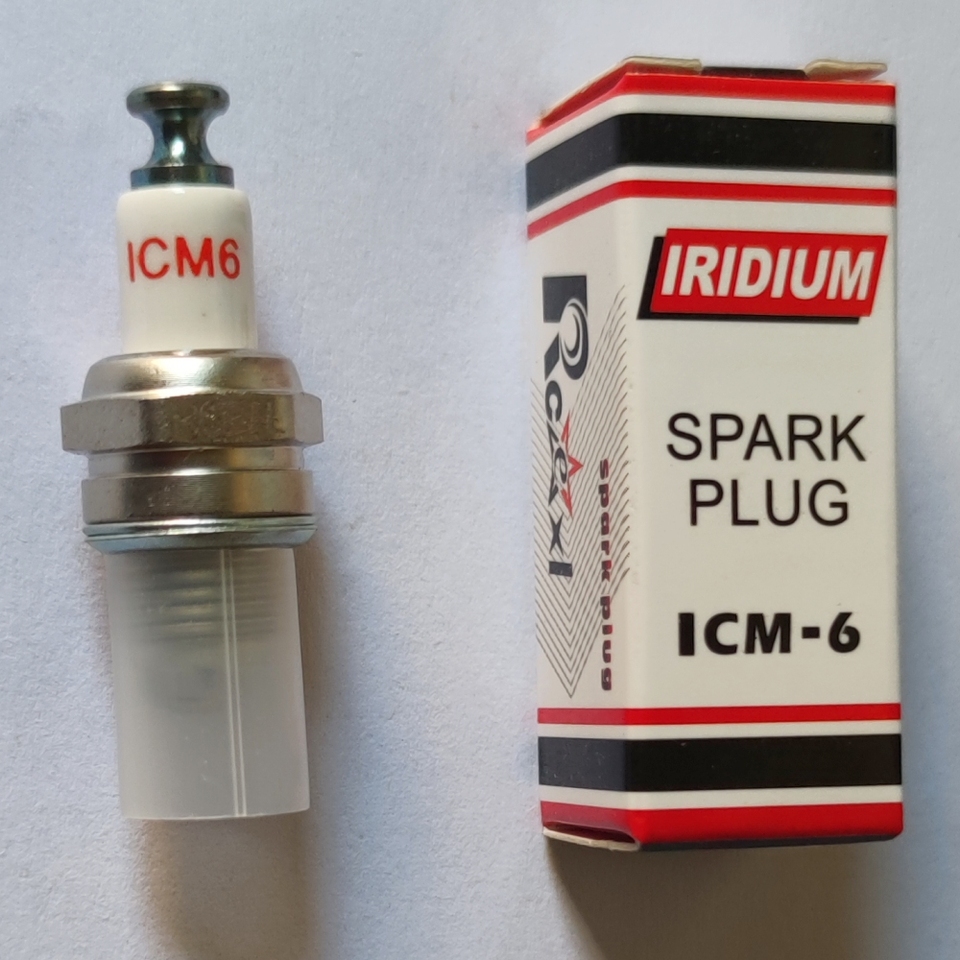 ICM6
IRIDIUM
SPARK
PLUG
ICM-6
Rcexl
spark plug